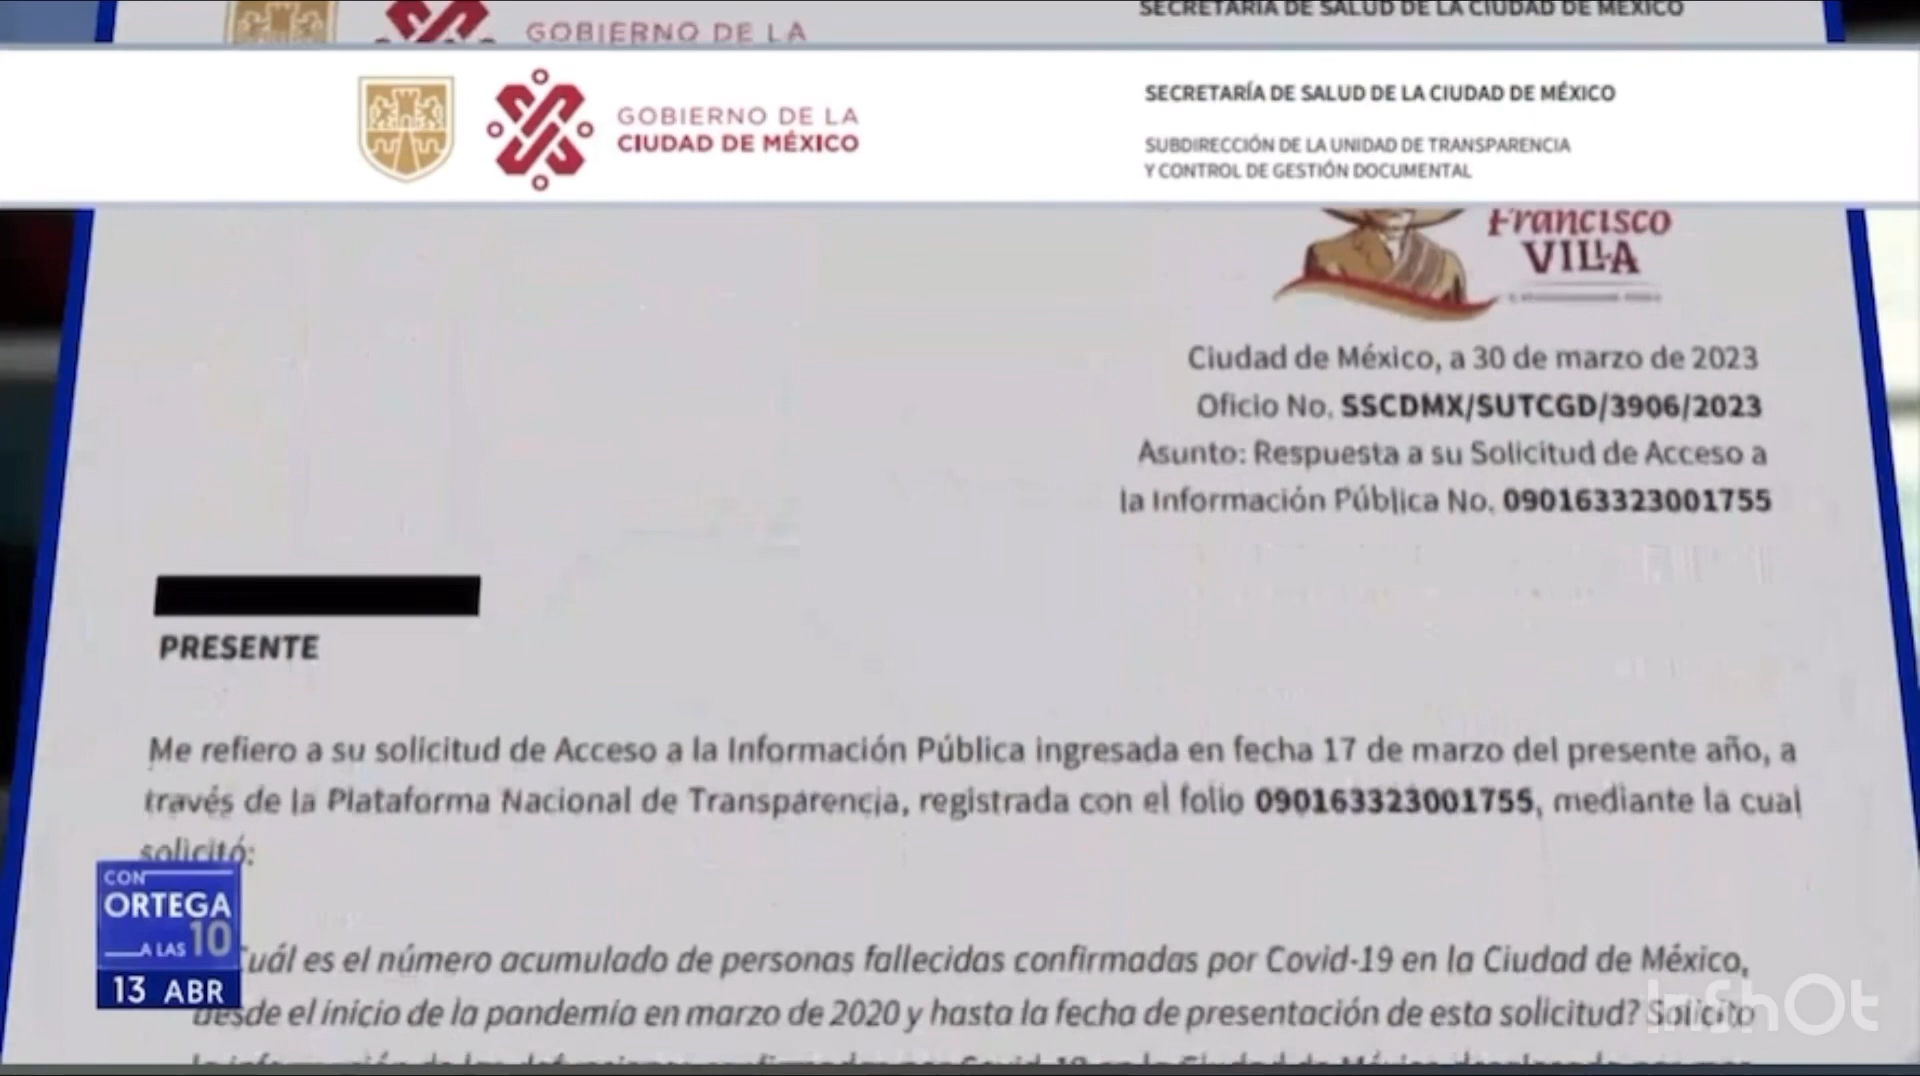 GOBIERNO DE LA
SECRETARÍA DE SALUD DE LA CIUDAD DE MÉXICO
GOBIERNO DE LA
CIUDAD DE MÉXICO
SECRETARÍA DE SALUD DE LA CIUDAD DE MÉXICO
SUBDIRECCIÓN DE LA UNIDAD DE TRANSPARENCIA
Y CONTROL DE GESTIÓN DOCUMENTAL
Francisco
VILLA
Ciudad de México, a 30 de marzo de 2023
Oficio No. SSCDMX/SUTCGD/3906/2023
Asunto: Respuesta a su Solicitud de Acceso a
la Información Pública No. 090163323001755
PRESENTE
Me refiero a su solicitud de Acceso a la Información Pública ingresada en fecha 17 de marzo del presente año, a
través de la Plataforma Nacional de Transparencia, registrada con el folio 090163323001755, mediante la cual
solicitó:
CON
ORTEGA
A LAS 10
13 ABR
uál es el número acumulado de personas fallecidas confirmadas por Covid-19 en la Ciudad de México,
desde el inicio de la pandemia en marzo de 2020 y hasta la fecha de presentación de esta solicitud? Solicito
InShOt